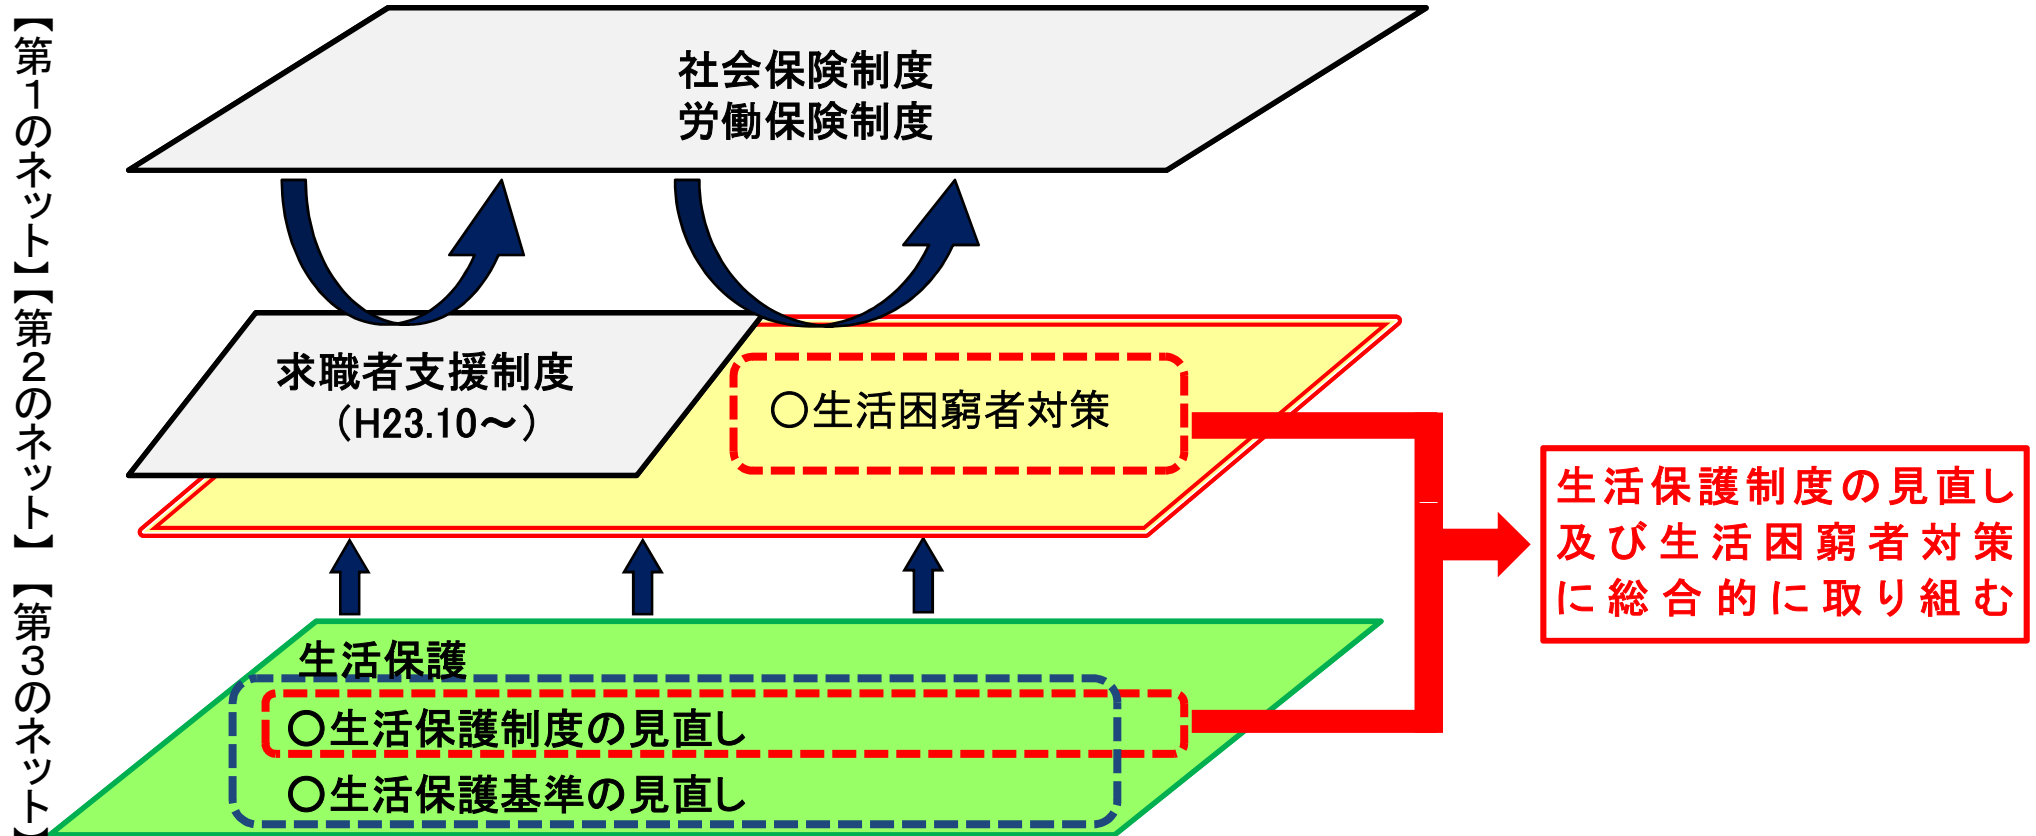 【第1のネット】
社会保険制度
労働保険制度
【第2のネット】
求職者支援制度
（H23.10～）
○生活困窮者対策
【第3のネット】
生活保護
○生活保護制度の見直し
○生活保護基準の見直し
生活保護制度の見直し
及び生活困窮者対策
に総合的に取り組む